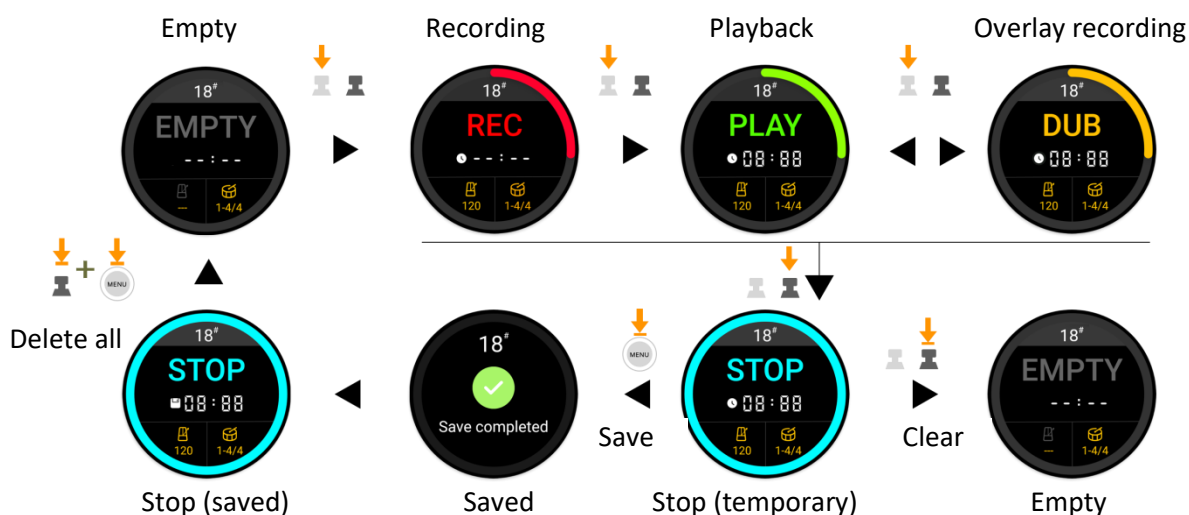 Empty
Recording
Playback
Overlay recording
18#
EMPTY
--:--
---
1-4/4
18#
REC
--:--
120
1-4/4
18#
PLAY
08:88
120
1-4/4
18#
DUB
08:88
120
1-4/4
+
MENU
Delete all
18#
STOP
08:88
120
1-4/4
Stop (saved)
18#
Save completed
Saved
MENU
Save
18#
STOP
08:88
120
1-4/4
Stop (temporary)
Clear
18#
EMPTY
--:--
---
1-4/4
Empty